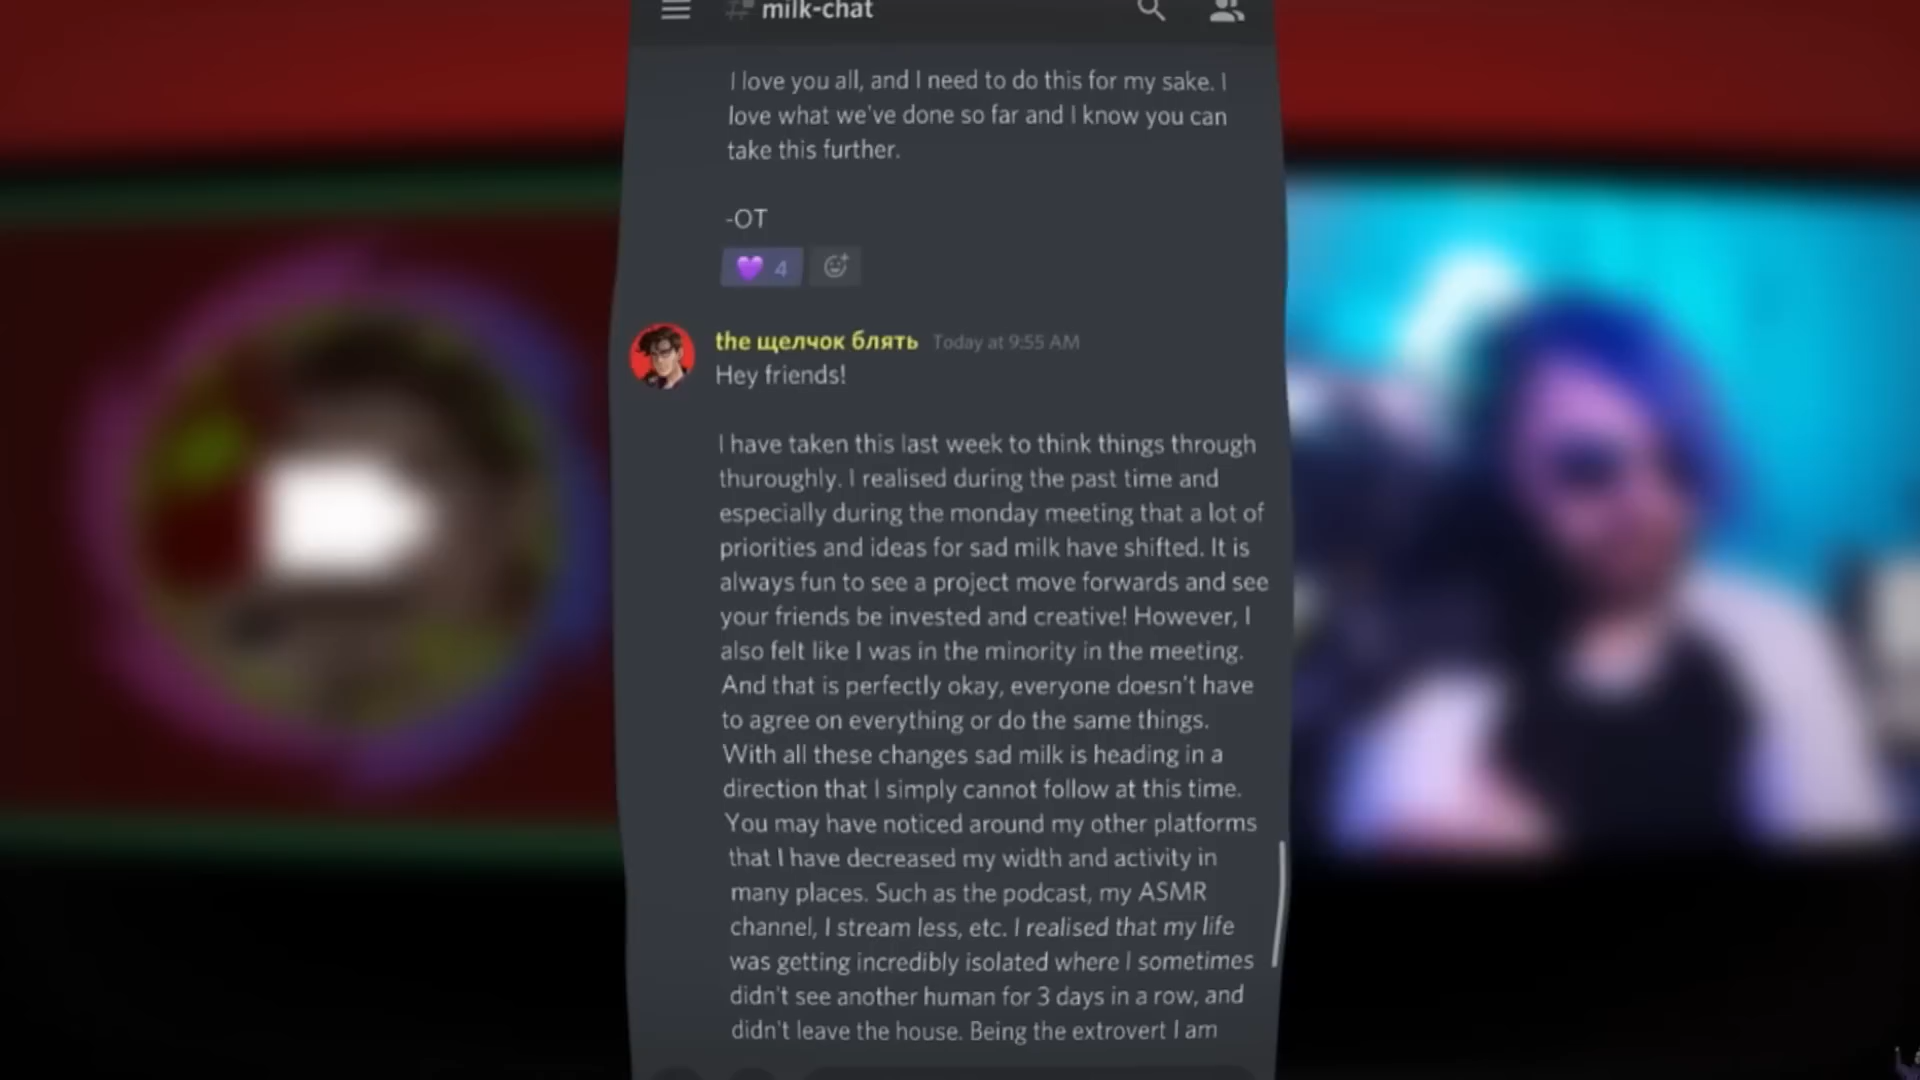 milk-chat
I love you all, and I need to do this for my sake. I
love what we've done so far and I know you can
take this further.
-OT
4
the щелчок блять Today at 9:55 AM
Hey friends!
I have taken this last week to think things through
thuroughly. I realised during the past time and
especially during the monday meeting that a lot of
priorities and ideas for sad milk have shifted. It is
always fun to see a project move forwards and see
your friends be invested and creative! However, I
also felt like I was in the minority in the meeting.
And that is perfectly okay, everyone doesn't have
to agree on everything or do the same things.
With all these changes sad milk is heading in a
direction that I simply cannot follow at this time.
You may have noticed around my other platforms
that I have decreased my width and activity in
many places. Such as the podcast, my ASMR
channel, I stream less, etc. I realised that my life
was getting incredibly isolated where I sometimes
didn't see another human for 3 days in a row, and
didn't leave the house. Being the extrovert I am